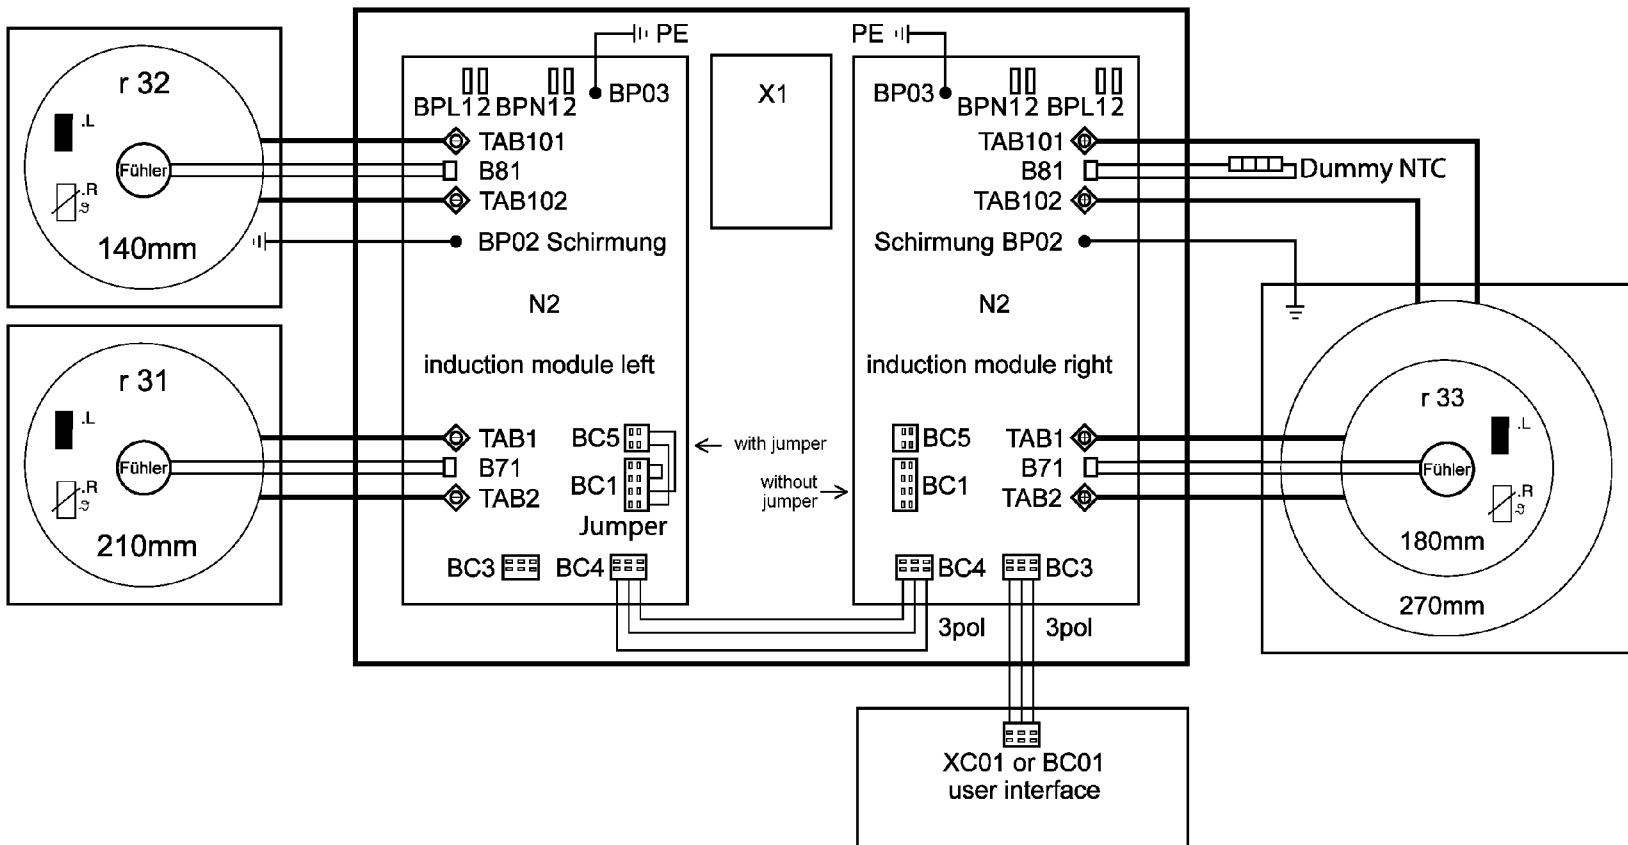 r 32
.L
Fühler
.R
ϑ
140mm
r 31
.L
Fühler
.R
ϑ
210mm
PE
BPL12 BPN12 BP03
TAB101
B81
TAB102
BP02 Schirmung
N2
induction module left
TAB1
B71
TAB2
BC5
BC1
Jumper
BC3
BC4
X1
with jumper
without
jumper
PE
BP03 BPN12 BPL12
TAB101
B81
TAB102
Schirmung BP02
N2
induction module right
BC5
BC1
TAB1
B71
TAB2
BC4
BC3
3pol
3pol
Dummy NTC
r 33
.L
Fühler
.R
ϑ
180mm
270mm
XC01 or BC01
user interface